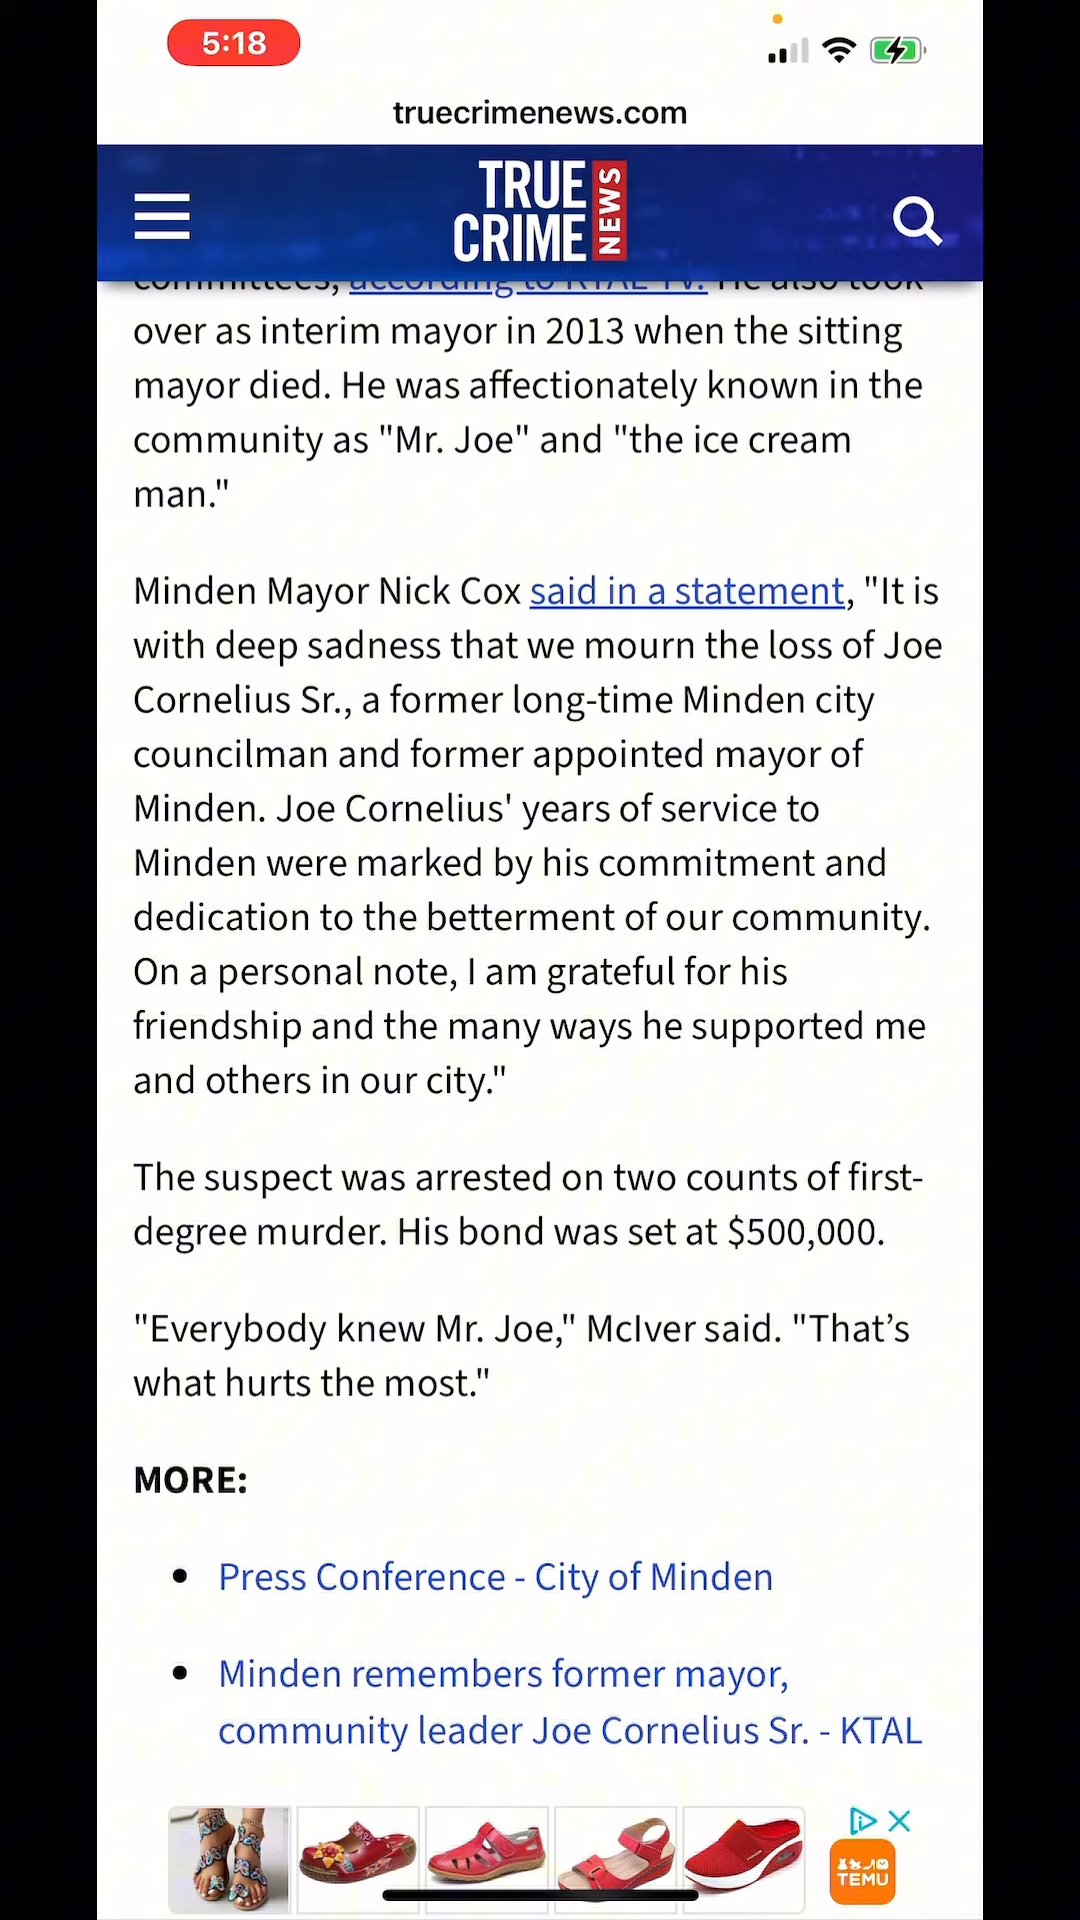 5:18
truecrimenews.com
TRUE
CRIME
NEWS
committees, according to KTAL TV. He also took
over as interim mayor in 2013 when the sitting
mayor died. He was affectionately known in the
community as "Mr. Joe" and "the ice cream
man."
Minden Mayor Nick Cox said in a statement, "It is
with deep sadness that we mourn the loss of Joe
Cornelius Sr., a former long-time Minden city
councilman and former appointed mayor of
Minden. Joe Cornelius' years of service to
Minden were marked by his commitment and
dedication to the betterment of our community.
On a personal note, I am grateful for his
friendship and the many ways he supported me
and others in our city."
The suspect was arrested on two counts of first-
degree murder. His bond was set at $500,000.
"Everybody knew Mr. Joe," McIver said. "That’s
what hurts the most."
MORE:
• Press Conference - City of Minden
• Minden remembers former mayor,
community leader Joe Cornelius Sr. - KTAL
TEMU